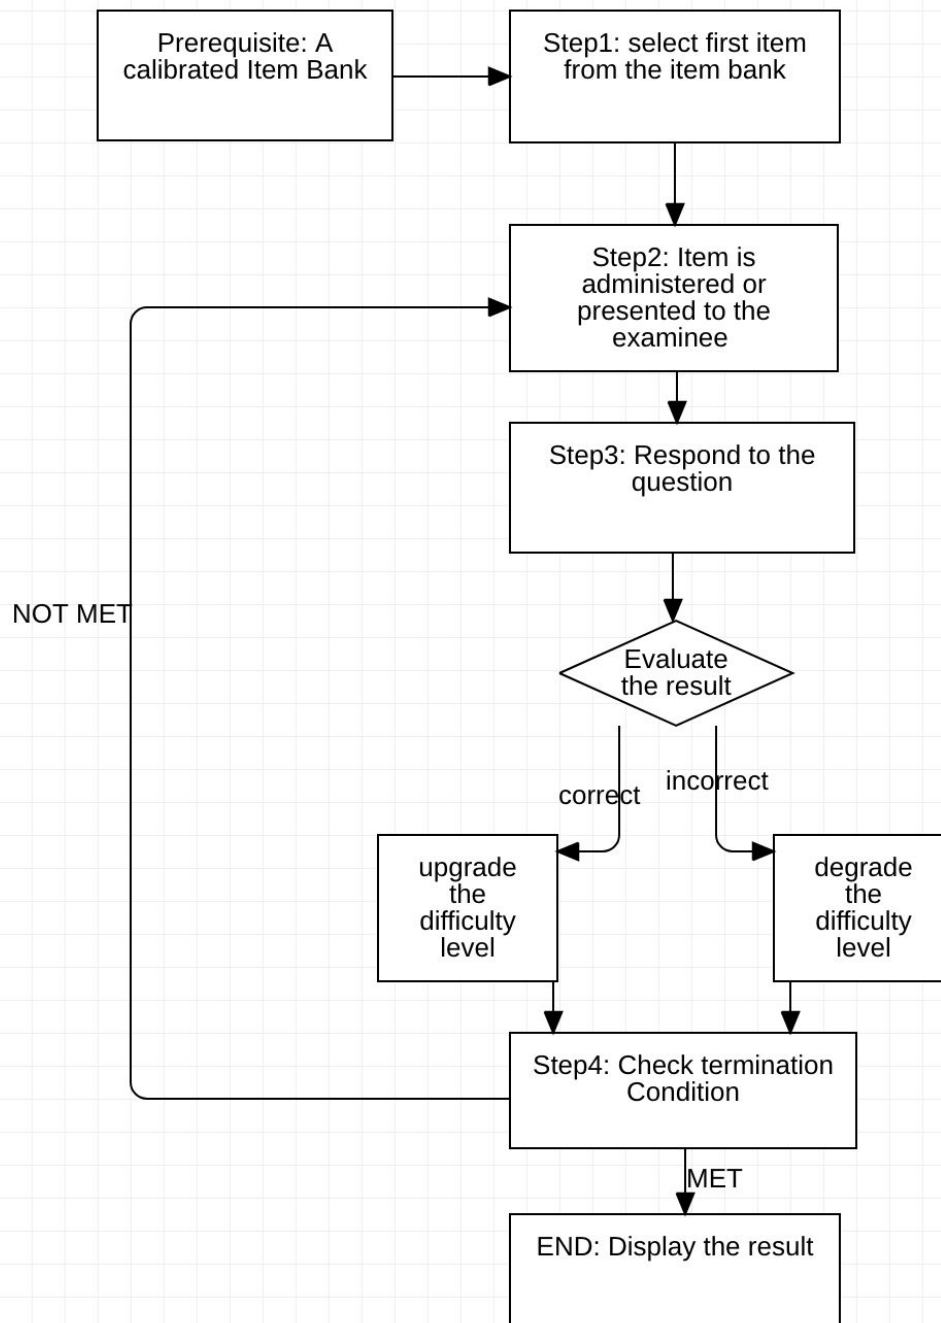 Prerequisite: A
calibrated Item Bank
Step1: select first item
from the item bank
Step2: Item is
administered or
presented to the
examinee
Step3: Respond to the
question
NOT MET
Evaluate
the result
correct
incorrect
upgrade
the
difficulty
level
degrade
the
difficulty
level
Step4: Check termination
Condition
MET
END: Display the result